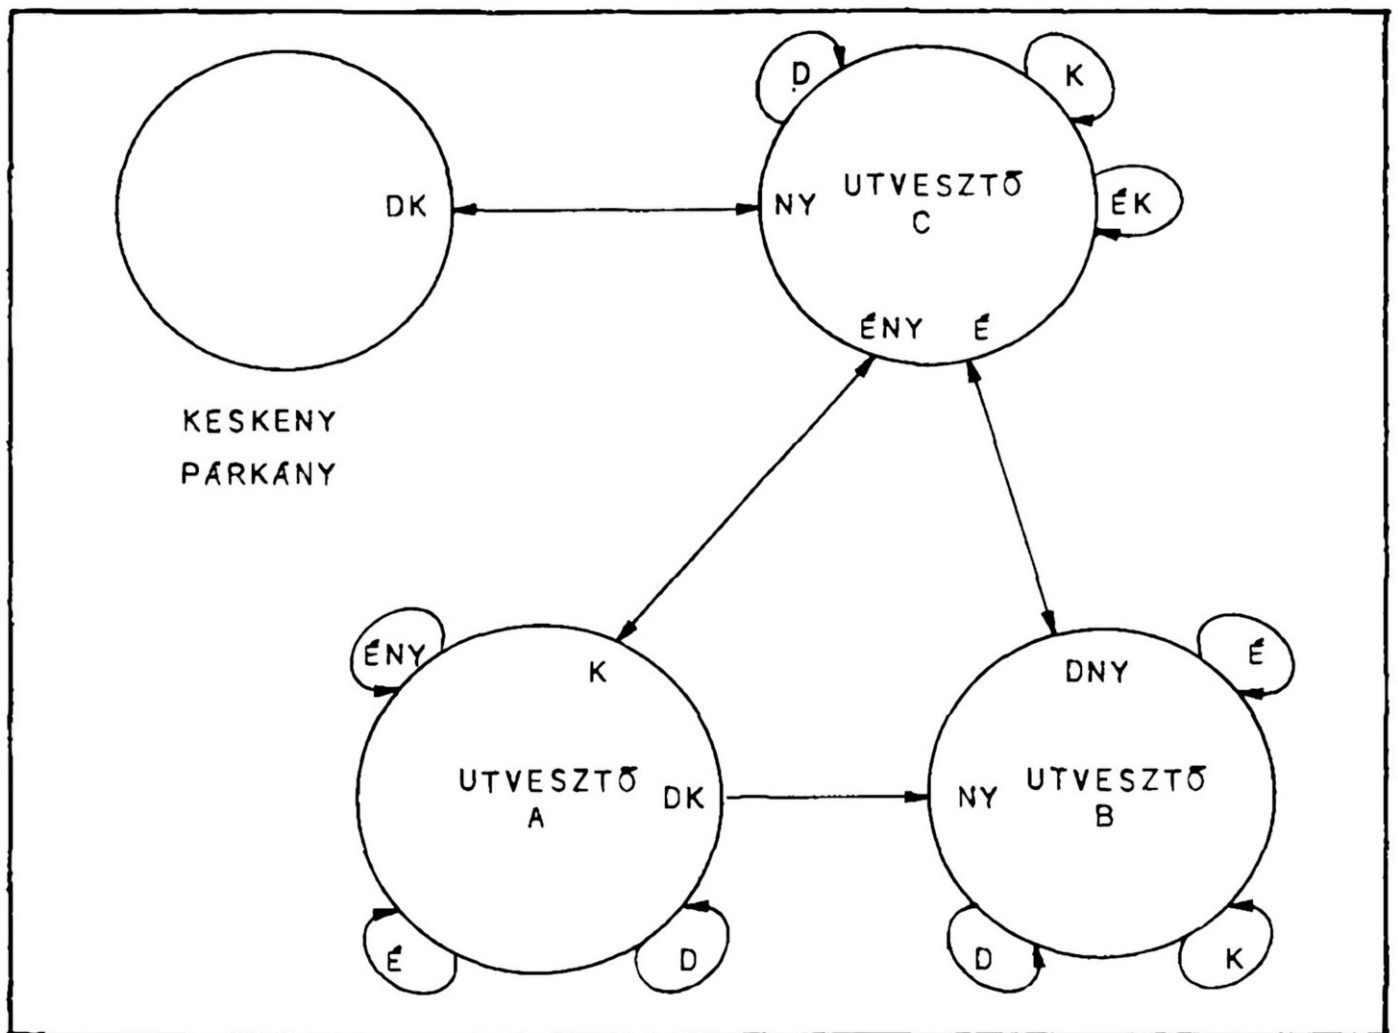 D
K
DK
NY
UTVESZTŐ
C
ÉK
ÉNY
É
KESKENY
PÁRKÁNY
ÉNY
K
UTVESZTŐ
A
DK
É
D
DNY
É
NY
UTVESZTŐ
B
D
K